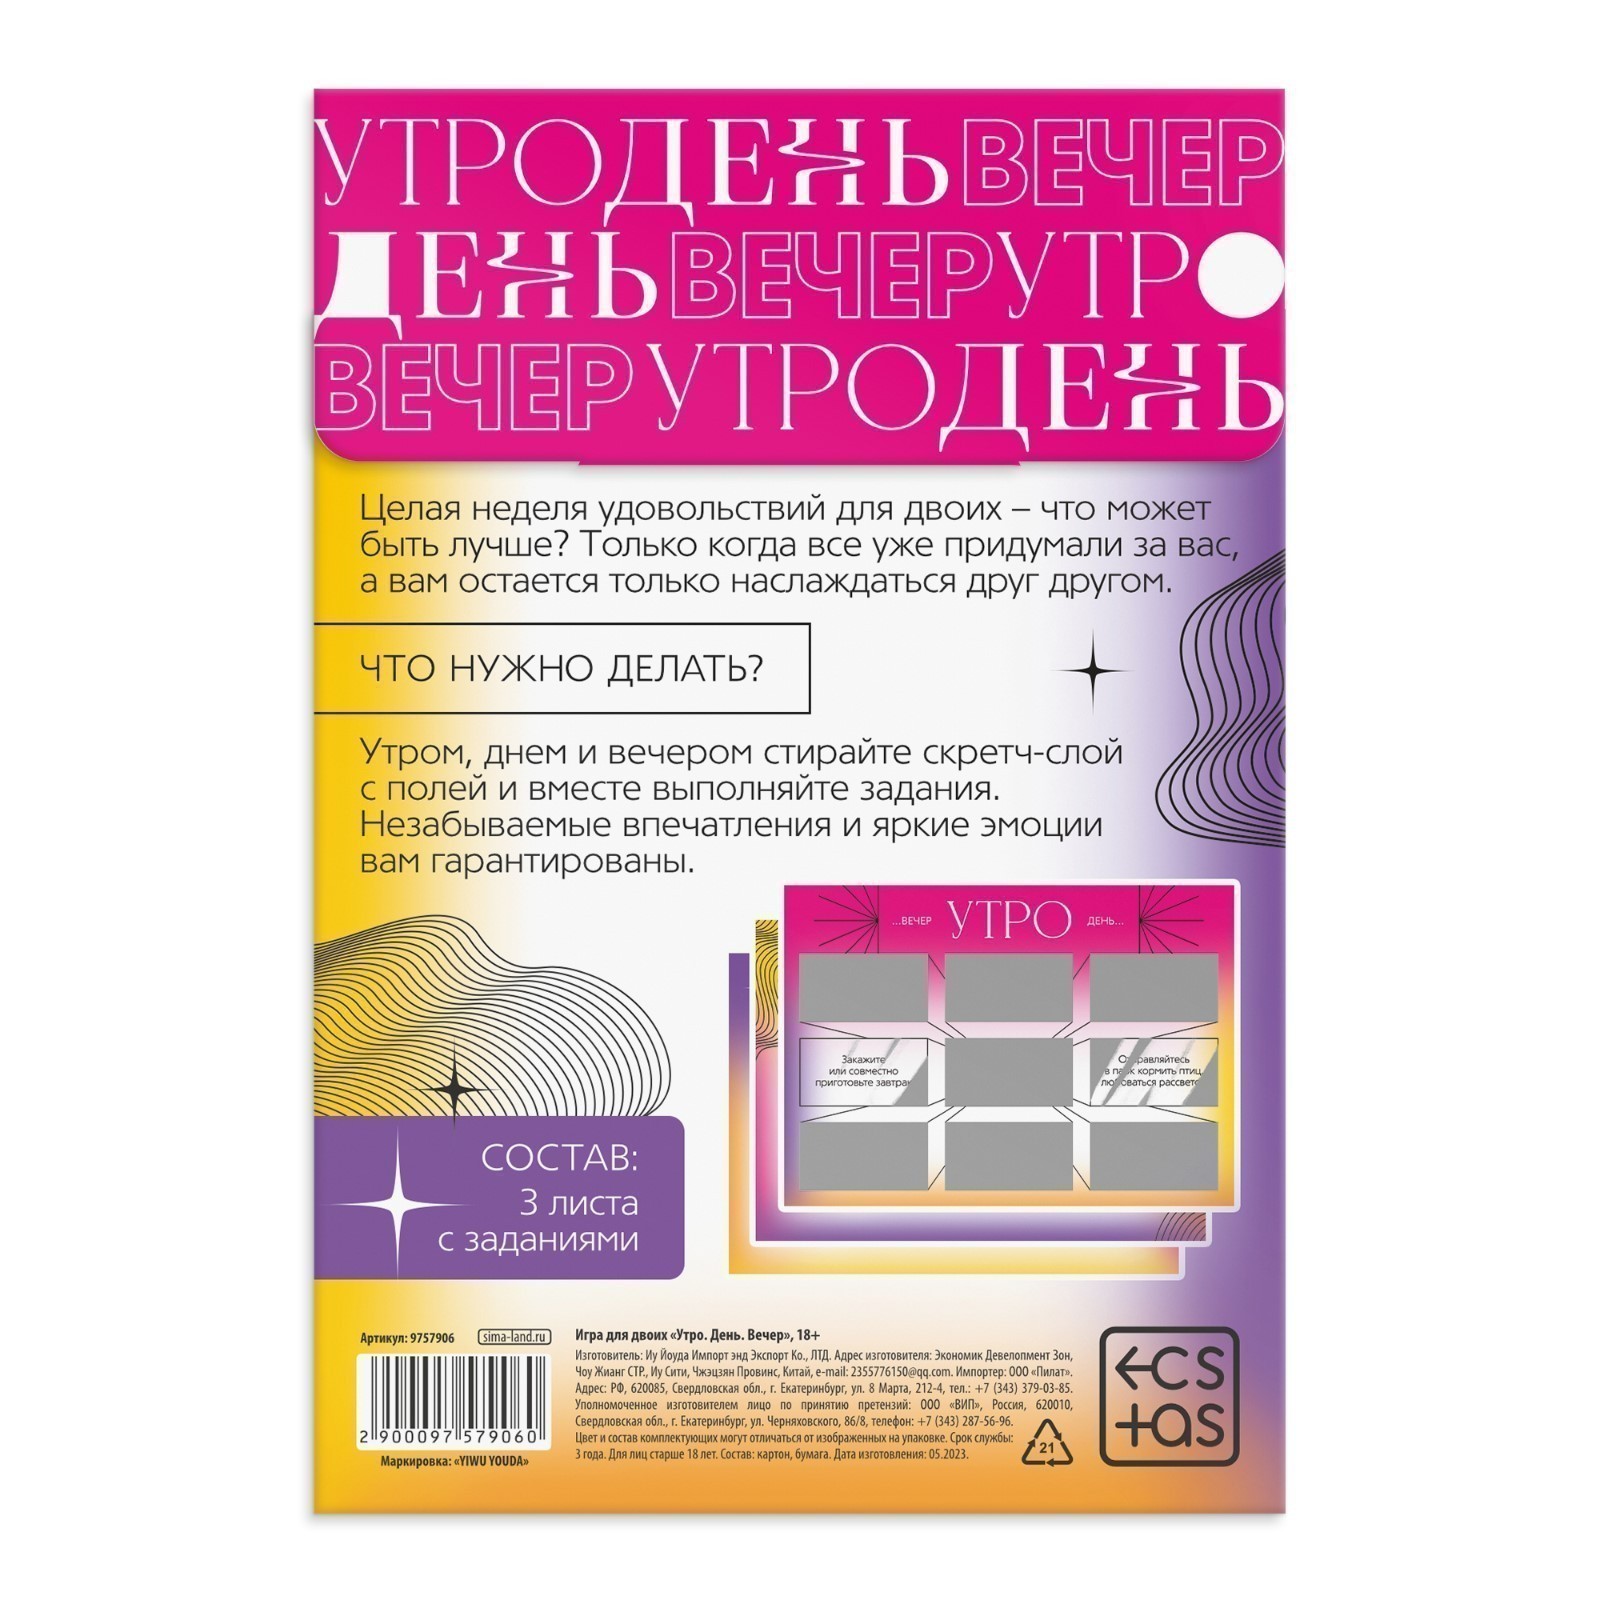 УТРОДЕНЬВЕЧЕР
ДЕНЬВЕЧЕРУТРО
ВЕЧЕРУТРОДЕНЬ
Целая неделя удовольствий для двоих – что может
быть лучше? Только когда все уже придумали за вас,
а вам остается только наслаждаться друг другом.
ЧТО НУЖНО ДЕЛАТЬ?
Утром, днем и вечером стирайте скретч-слой
с полей и вместе выполняйте задания.
Незабываемые впечатления и яркие эмоции
вам гарантированы.
...ВЕЧЕР УТРО ДЕНЬ...
Закажите
или совместно
приготовьте
в кормить птиц
СОСТАВ:
3 листа
с заданиями
Артикул: 9757906
sima-land.ru
2 900097 579060
Маркировка: «YIWU YOUDA»
Игра для двоих «Утро. День. Вечер», 18+
Изготовитель: Иу Йоуда Импорт энд Экспорт Ко., ЛТД. Адрес изготовителя: Экономик Девелопмент Зон,
Чоу Жианг СТР., Иу Сити, Чжэцзян Провинс, Китай, e-mail: 2355776150@qq.com. Импортер: ООО «Пилат».
Адрес: РФ, 620085, Свердловская обл., г. Екатеринбург, ул. 8 Марта, 212-4, тел.: +7 (343) 379-03-85.
Уполномоченное изготовителем лицо по принятию претензий: ООО «ВИП», Россия, 620010,
Свердловская обл., г. Екатеринбург, ул. Черняховского, 86/8, телефон: +7 (343) 287-56-96.
Цвет и состав комплектующих могут отличаться от изображенных на упаковке. Срок службы:
3 года. Для лиц старше 18 лет. Состав: картон, бумага. Дата изготовления: 05.2023.
21
ecs
tas